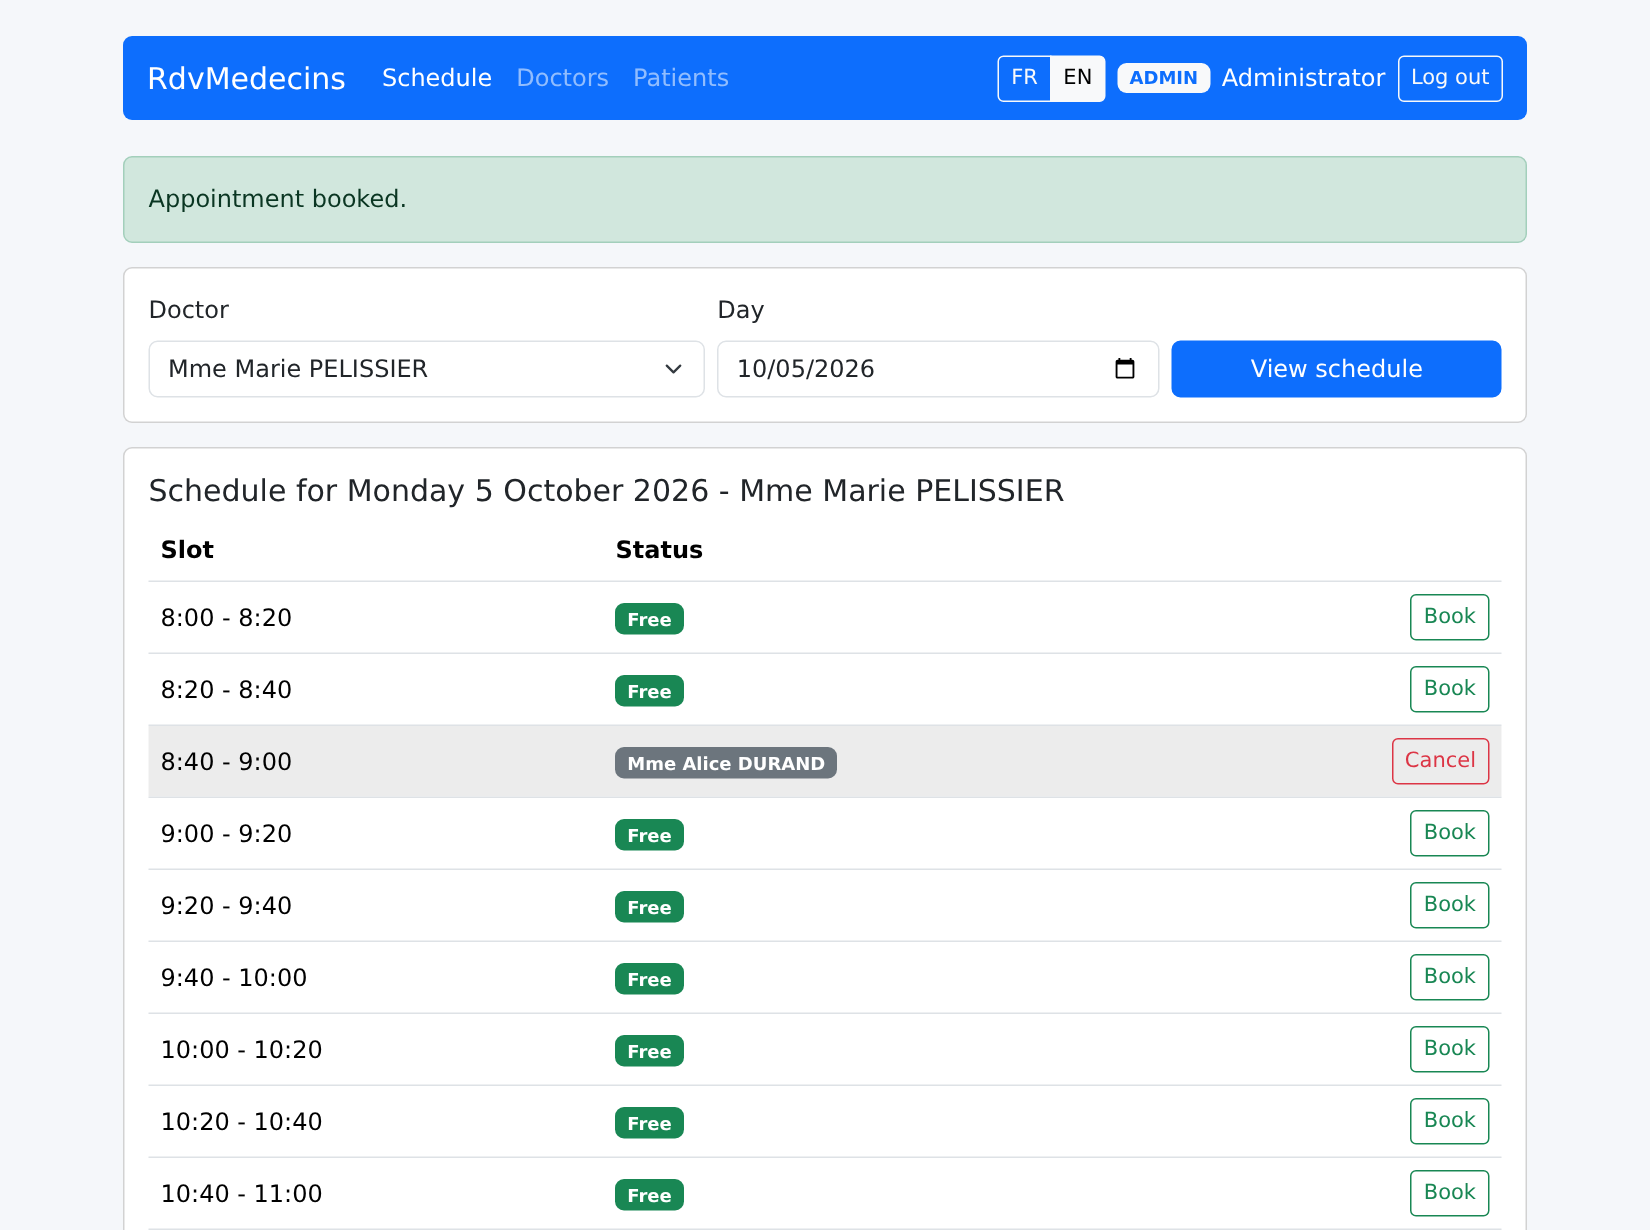 RdvMedecins Schedule Doctors Patients FR EN ADMIN Administrator Log out
Appointment booked.
Doctor Day
Mme Marie PELISSIER 10/05/2026 View schedule
Schedule for Monday 5 October 2026 - Mme Marie PELISSIER
Slot Status
8:00 - 8:20 Free Book
8:20 - 8:40 Free Book
8:40 - 9:00 Mme Alice DURAND Cancel
9:00 - 9:20 Free Book
9:20 - 9:40 Free Book
9:40 - 10:00 Free Book
10:00 - 10:20 Free Book
10:20 - 10:40 Free Book
10:40 - 11:00 Free Book